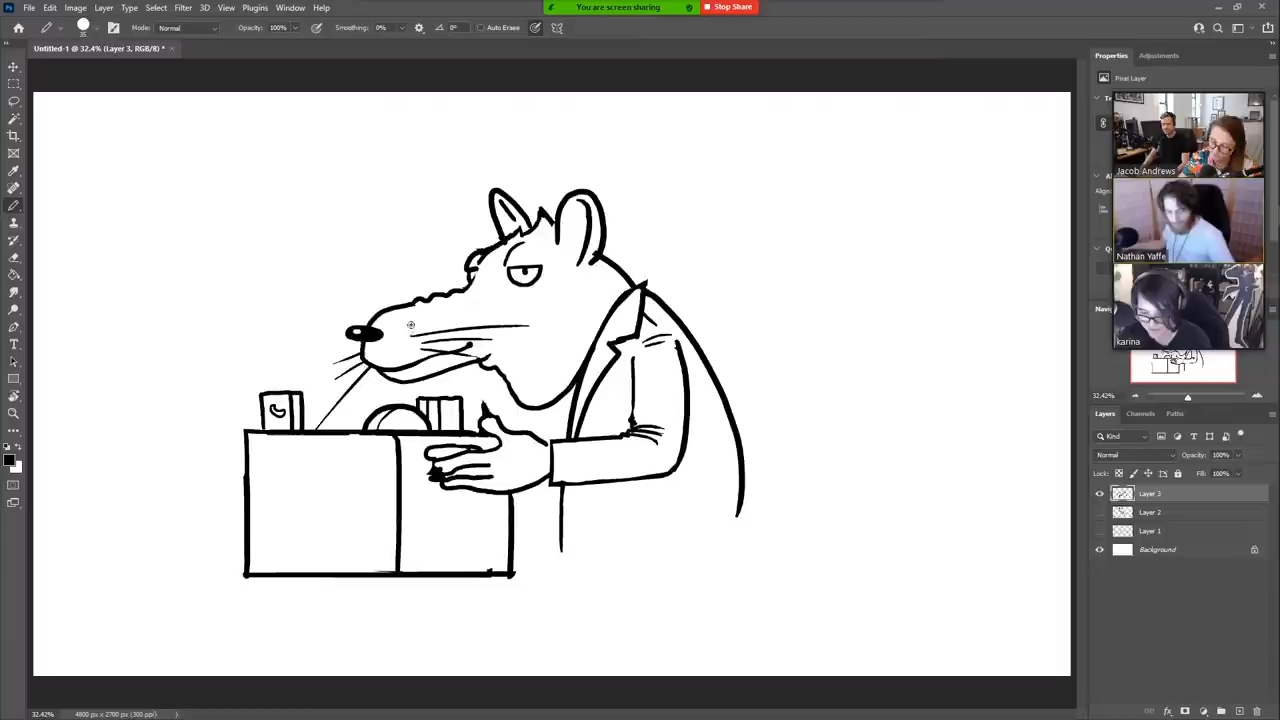 You are screen sharing Stop Share
File Edit Image Layer Type Select Filter 3D View Plugins Window Help
35 Mode: Normal Opacity: 100% Smoothing: 0% 0° Auto Erase
Untitled-1 @ 32.4% (Layer 3, RGB/8) *
Properties Adjustments
Pixel Layer
Jacob Andrews
Nathan Yaffe
karina
32.42%
Layers Channels Paths
Kind
Normal Opacity: 100%
Lock: Fill: 100%
Layer 3
Layer 2
Layer 1
Background
32.42% 4800 px x 2700 px (300 ppi)